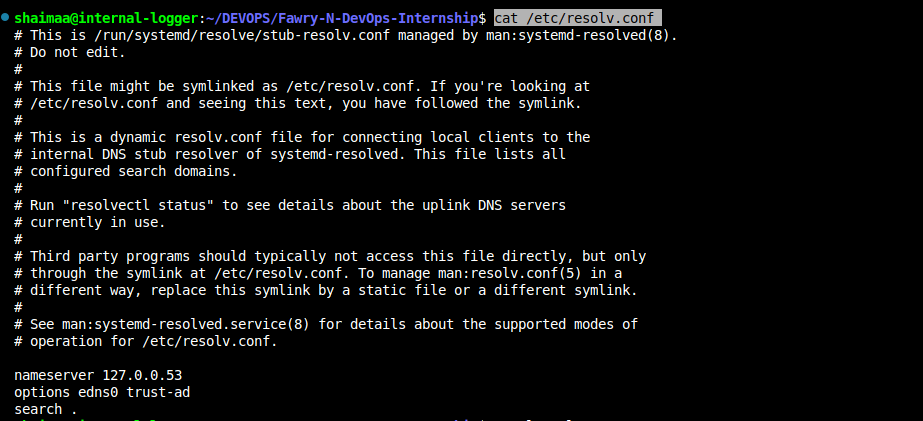 shaimaa@internal-logger:~/DEVOPS/Fawry-N-DevOps-Internship$ cat /etc/resolv.conf
# This is /run/systemd/resolve/stub-resolv.conf managed by man:systemd-resolved(8).
# Do not edit.
#
# This file might be symlinked as /etc/resolv.conf. If you're looking at
# /etc/resolv.conf and seeing this text, you have followed the symlink.
#
# This is a dynamic resolv.conf file for connecting local clients to the
# internal DNS stub resolver of systemd-resolved. This file lists all
# configured search domains.
#
# Run "resolvectl status" to see details about the uplink DNS servers
# currently in use.
#
# Third party programs should typically not access this file directly, but only
# through the symlink at /etc/resolv.conf. To manage man:resolv.conf(5) in a
# different way, replace this symlink by a static file or a different symlink.
#
# See man:systemd-resolved.service(8) for details about the supported modes of
# operation for /etc/resolv.conf.

nameserver 127.0.0.53
options edns0 trust-ad
search .